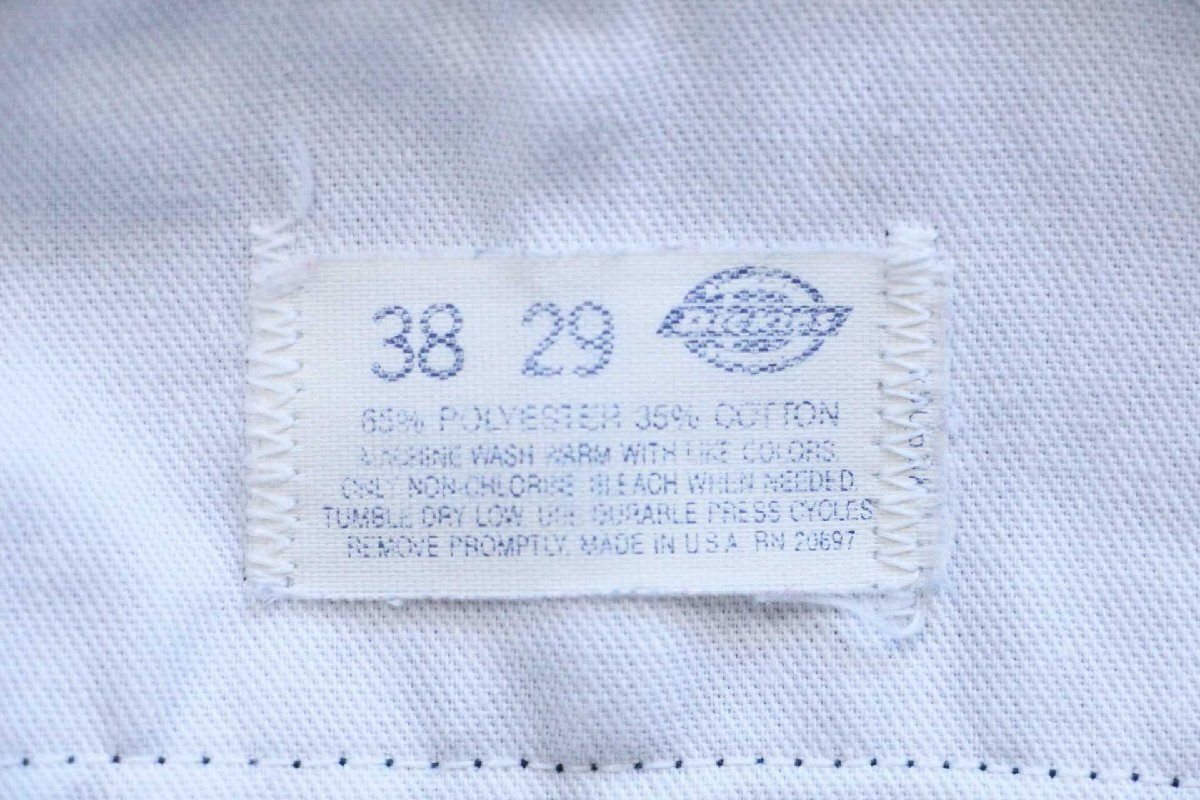 38 29 Dickies
65% POLYESTER 35% COTTON
MACHINE WASH WARM WITH LIKE COLORS.
ONLY NON-CHLORINE BLEACH WHEN NEEDED.
TUMBLE DRY LOW. USE DURABLE PRESS CYCLES.
REMOVE PROMPTLY. MADE IN U.S.A. RN 20697